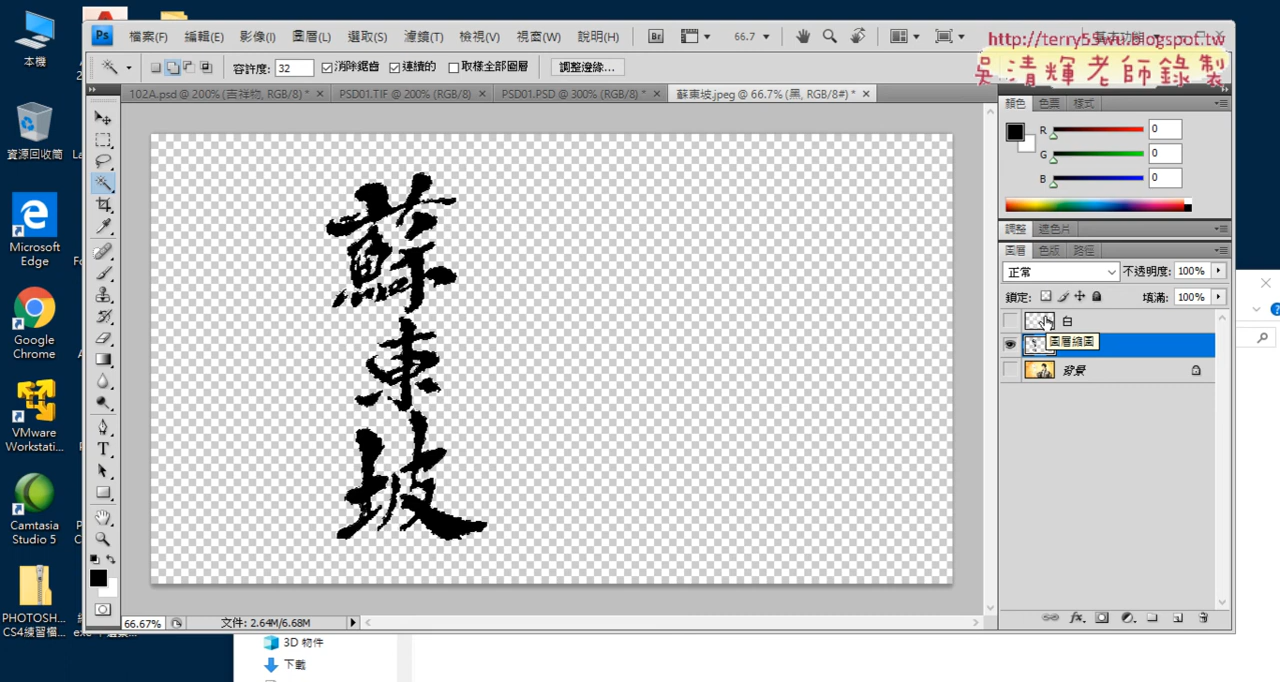 本機
資源回收筒
Microsoft Edge
Google Chrome
VMware Workstati...
Camtasia Studio 5
PHOTOSH... CS4練習檔...
Ps 檔案(F) 編輯(E) 影像(I) 圖層(L) 選取(S) 濾鏡(T) 檢視(V) 視窗(W) 說明(H) Br 66.7
http://terry55wu.blogspot.tw
吳清輝老師錄製
容許度: 32 消除鋸齒 連續的 取樣全部圖層 調整邊緣...
102A.psd @ 200% (吉祥物, RGB/8) * × PSD01.TIF @ 200% (RGB/8) × PSD01.PSD @ 300% (RGB/8) * × 蘇東坡.jpeg @ 66.7% (黑, RGB/8#) * ×
蘇東坡
顏色 色票 樣式
R 0
G 0
B 0
調整 遮色片
圖層 色版 路徑
正常 不透明度: 100%
鎖定: 填滿: 100%
白
圖層縮圖
背景
66.67% 文件: 2.64M/6.68M
3D 物件
下載